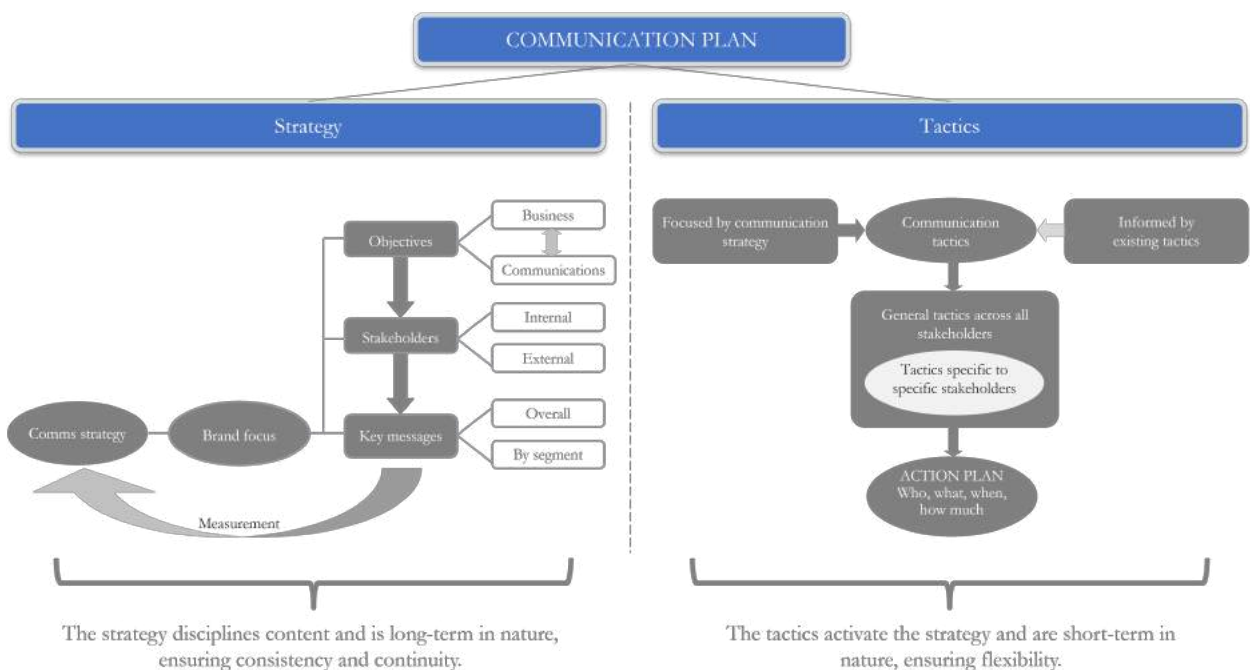 COMMUNICATION PLAN
Strategy
Objectives
Business
Communications
Stakeholders
Internal
External
Comms strategy
Brand focus
Key messages
Overall
By segment
Measurement
The strategy disciplines content and is long-term in nature,
ensuring consistency and continuity.
Tactics
Focused by communication
strategy
Communication
tactics
Informed by
existing tactics
General tactics across all
stakeholders
Tactics specific to
specific stakeholders
ACTION PLAN
Who, what, when,
how much
The tactics activate the strategy and are short-term in
nature, ensuring flexibility.